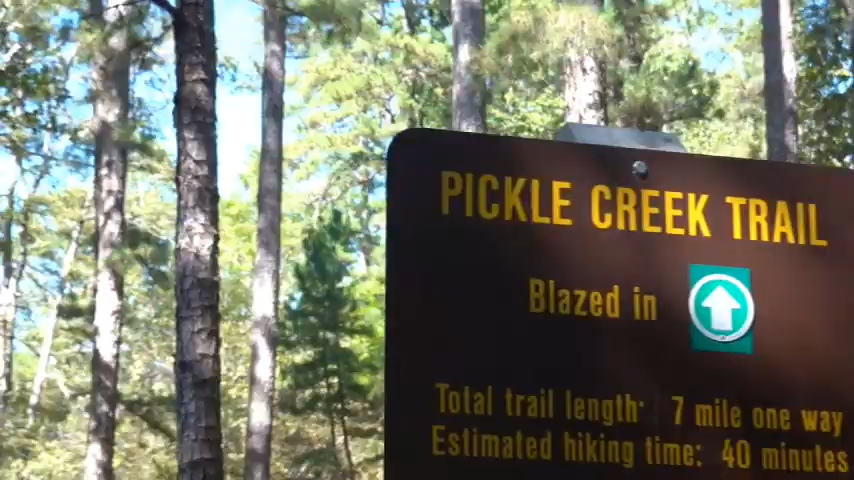 PICKLE CREEK TRAIL
Blazed in
Total trail length: 7 mile one way
Estimated hiking time: 40 minutes